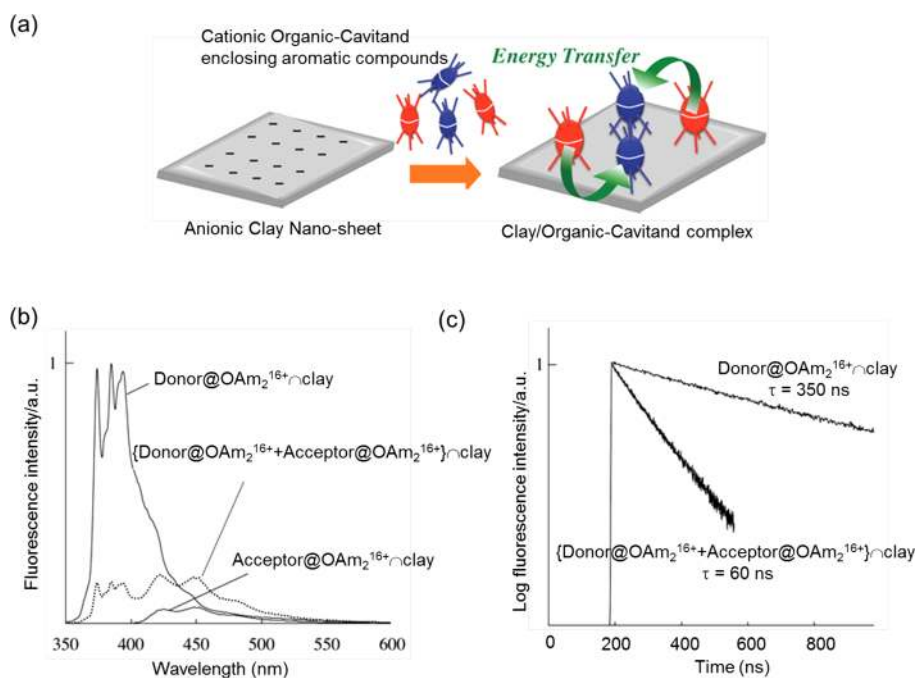 (a)
Cationic Organic-Cavitand
enclosing aromatic compounds
Energy Transfer
Anionic Clay Nano-sheet
Clay/Organic-Cavitand complex
(b)
Fluorescence intensity/a.u.
1
Donor@OAm₂¹⁶⁺∩clay
{Donor@OAm₂¹⁶⁺+Acceptor@OAm₂¹⁶⁺}∩clay
Acceptor@OAm₂¹⁶⁺∩clay
350 400 450 500 550 600
Wavelength (nm)
(c)
Log fluorescence intensity/a.u.
1
Donor@OAm₂¹⁶⁺∩clay
τ = 350 ns
{Donor@OAm₂¹⁶⁺+Acceptor@OAm₂¹⁶⁺}∩clay
τ = 60 ns
0 200 400 600 800
Time (ns)